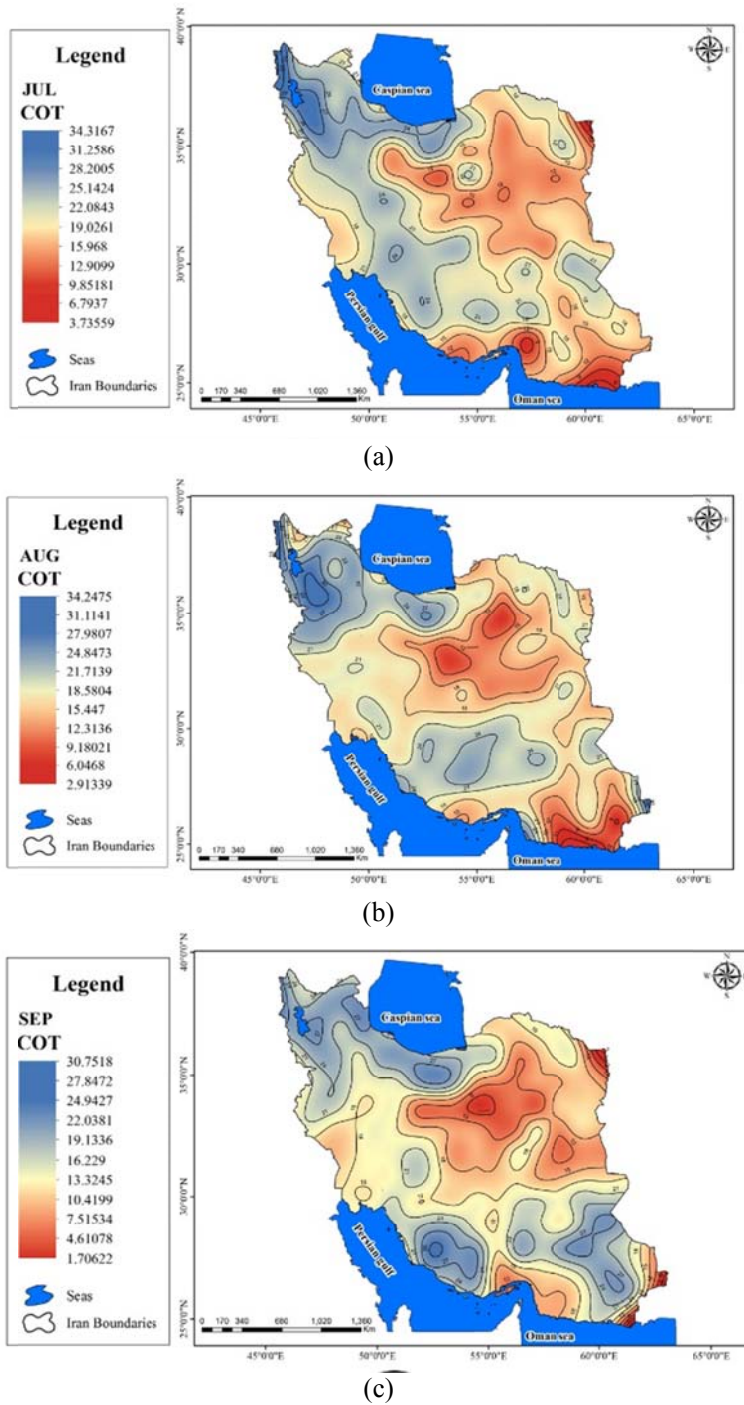 Legend
JUL
COT
34.3167
31.2586
28.2005
25.1424
22.0843
19.0261
15.968
12.9099
9.85181
6.7937
3.73559
Seas
Iran Boundaries
40°0'0"N
35°0'0"N
30°0'0"N
25°0'0"N
Caspian sea
Persian gulf
Oman sea
N
W E
S
0 170 340 680 1,020 1,360
Km
45°0'0"E 50°0'0"E 55°0'0"E 60°0'0"E 65°0'0"E
(a)
Legend
AUG
COT
34.2475
31.1141
27.9807
24.8473
21.7139
18.5804
15.447
12.3136
9.18021
6.0468
2.91339
Seas
Iran Boundaries
40°0'0"N
35°0'0"N
30°0'0"N
25°0'0"N
Caspian sea
Persian gulf
Oman sea
N
W E
S
0 170 340 680 1,020 1,360
Km
45°0'0"E 50°0'0"E 55°0'0"E 60°0'0"E 65°0'0"E
(b)
Legend
SEP
COT
30.7518
27.8472
24.9427
22.0381
19.1336
16.229
13.3245
10.4199
7.51534
4.61078
1.70622
Seas
Iran Boundaries
40°0'0"N
35°0'0"N
30°0'0"N
25°0'0"N
Caspian sea
Persian gulf
Oman sea
N
W E
S
0 170 340 680 1,020 1,360
Km
45°0'0"E 50°0'0"E 55°0'0"E 60°0'0"E 65°0'0"E
(c)